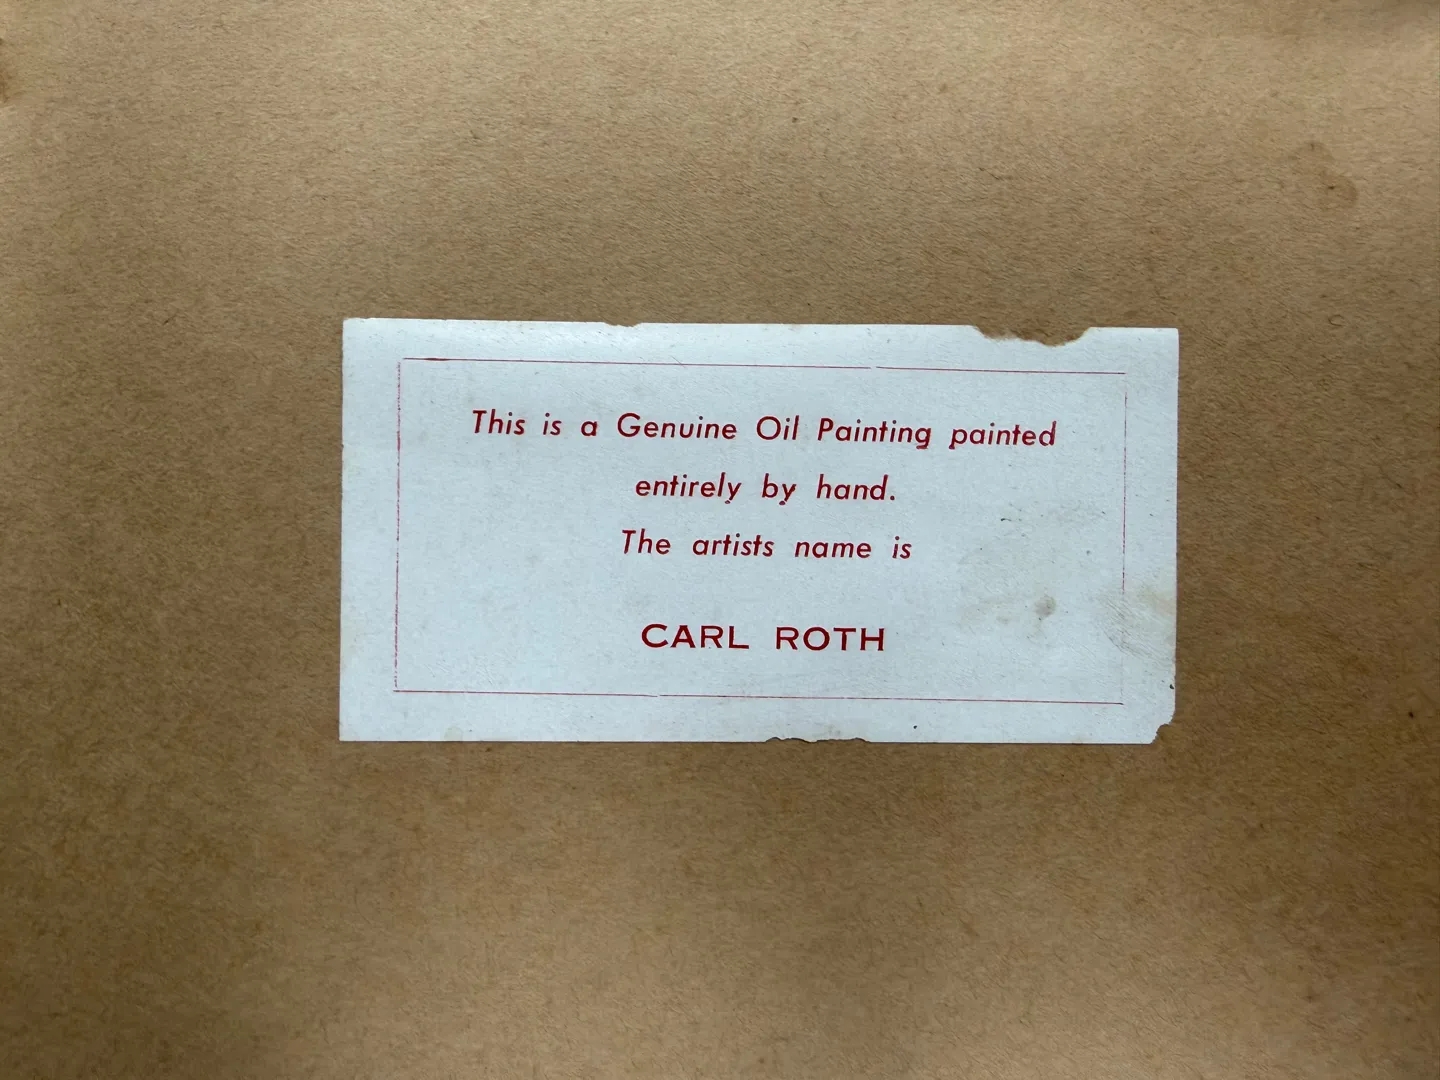 This is a Genuine Oil Painting painted
entirely by hand.
The artists name is
CARL ROTH